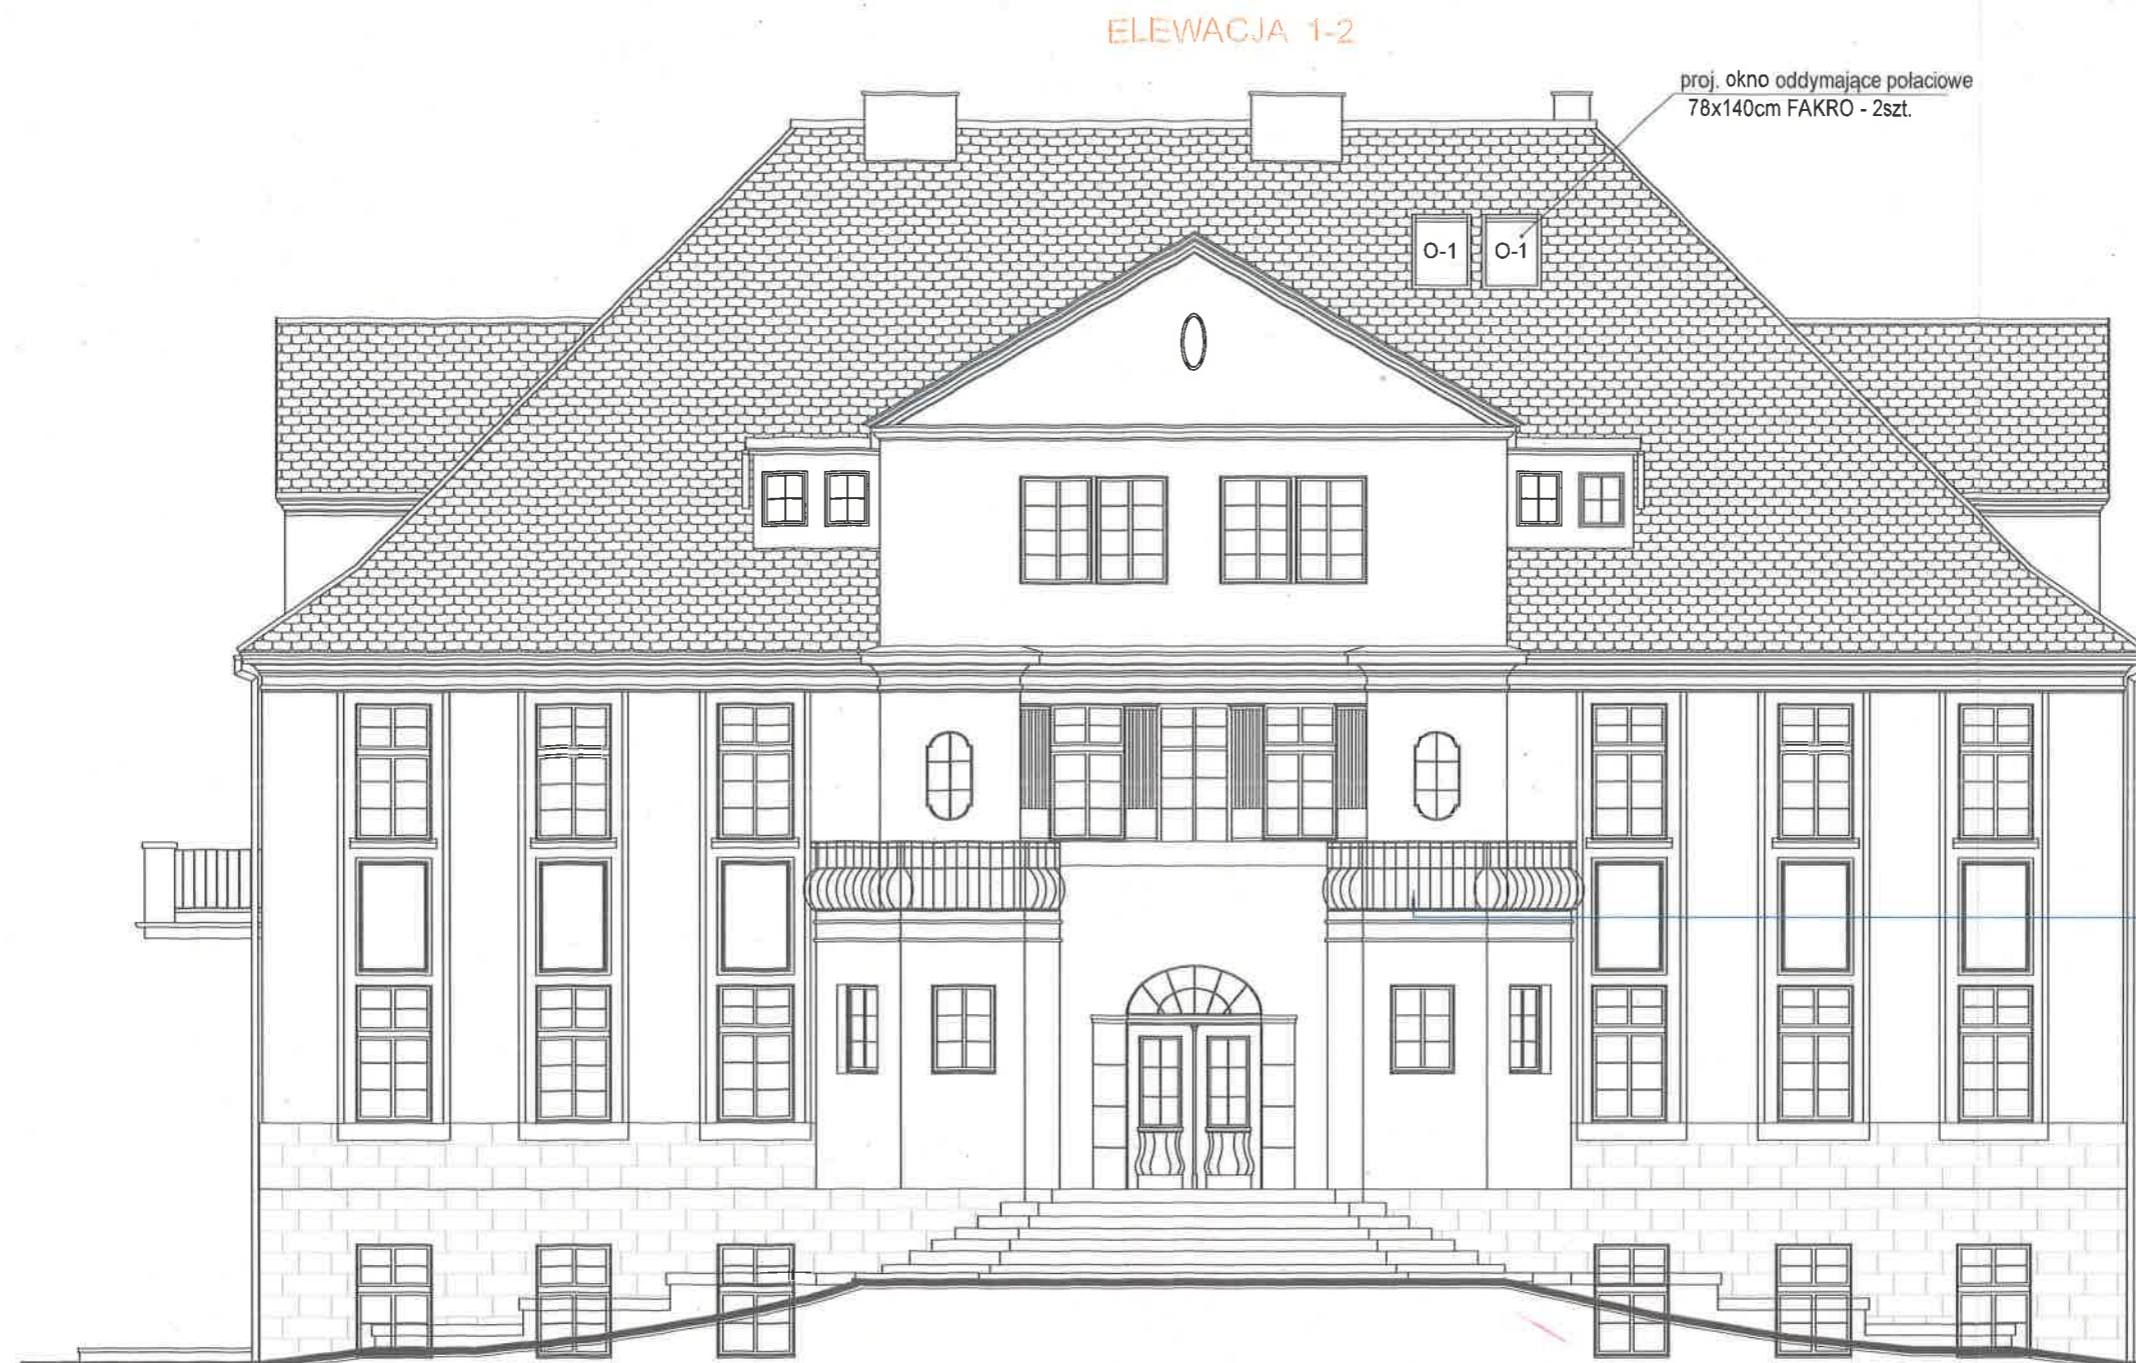 ELEWACJA 1-2
proj. okno oddymające połaciowe
78x140cm FAKRO - 2szt.
O-1 O-1